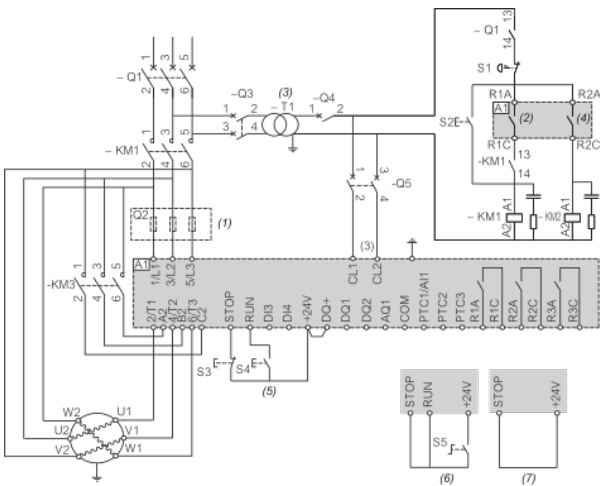 1 3 5
– Q1
2 4 6
–Q3
1 2
3 4
(3)
– T1
–Q4
1 2
13
– Q1
14
S1
R1A
R2A
A1
(2)
(4)
S2
R1C
R2C
13
-KM1
14
A1
A1
– KM1
– KM2
A2
A2
1 3 5
– KM1
2 4 6
1 3
-Q5
2 4
Q2
(1)
(3)
A1
1/L1 3/L2 5/L3
CL1 CL2
1 3 5
-KM3
2 4 6
2/T1 A2 4/T2 B2 6/T3 C2
STOP RUN DI3 DI4 +24V DQ+ DQ1 DQ2 AQ1 COM PTC1/AI1 PTC2 PTC3 R1A R1C R2A R2C R3A R3C
S3
S4
(5)
W2 U1
U2 V1
V2 W1
STOP RUN +24V
S5
(6)
STOP +24V
(7)